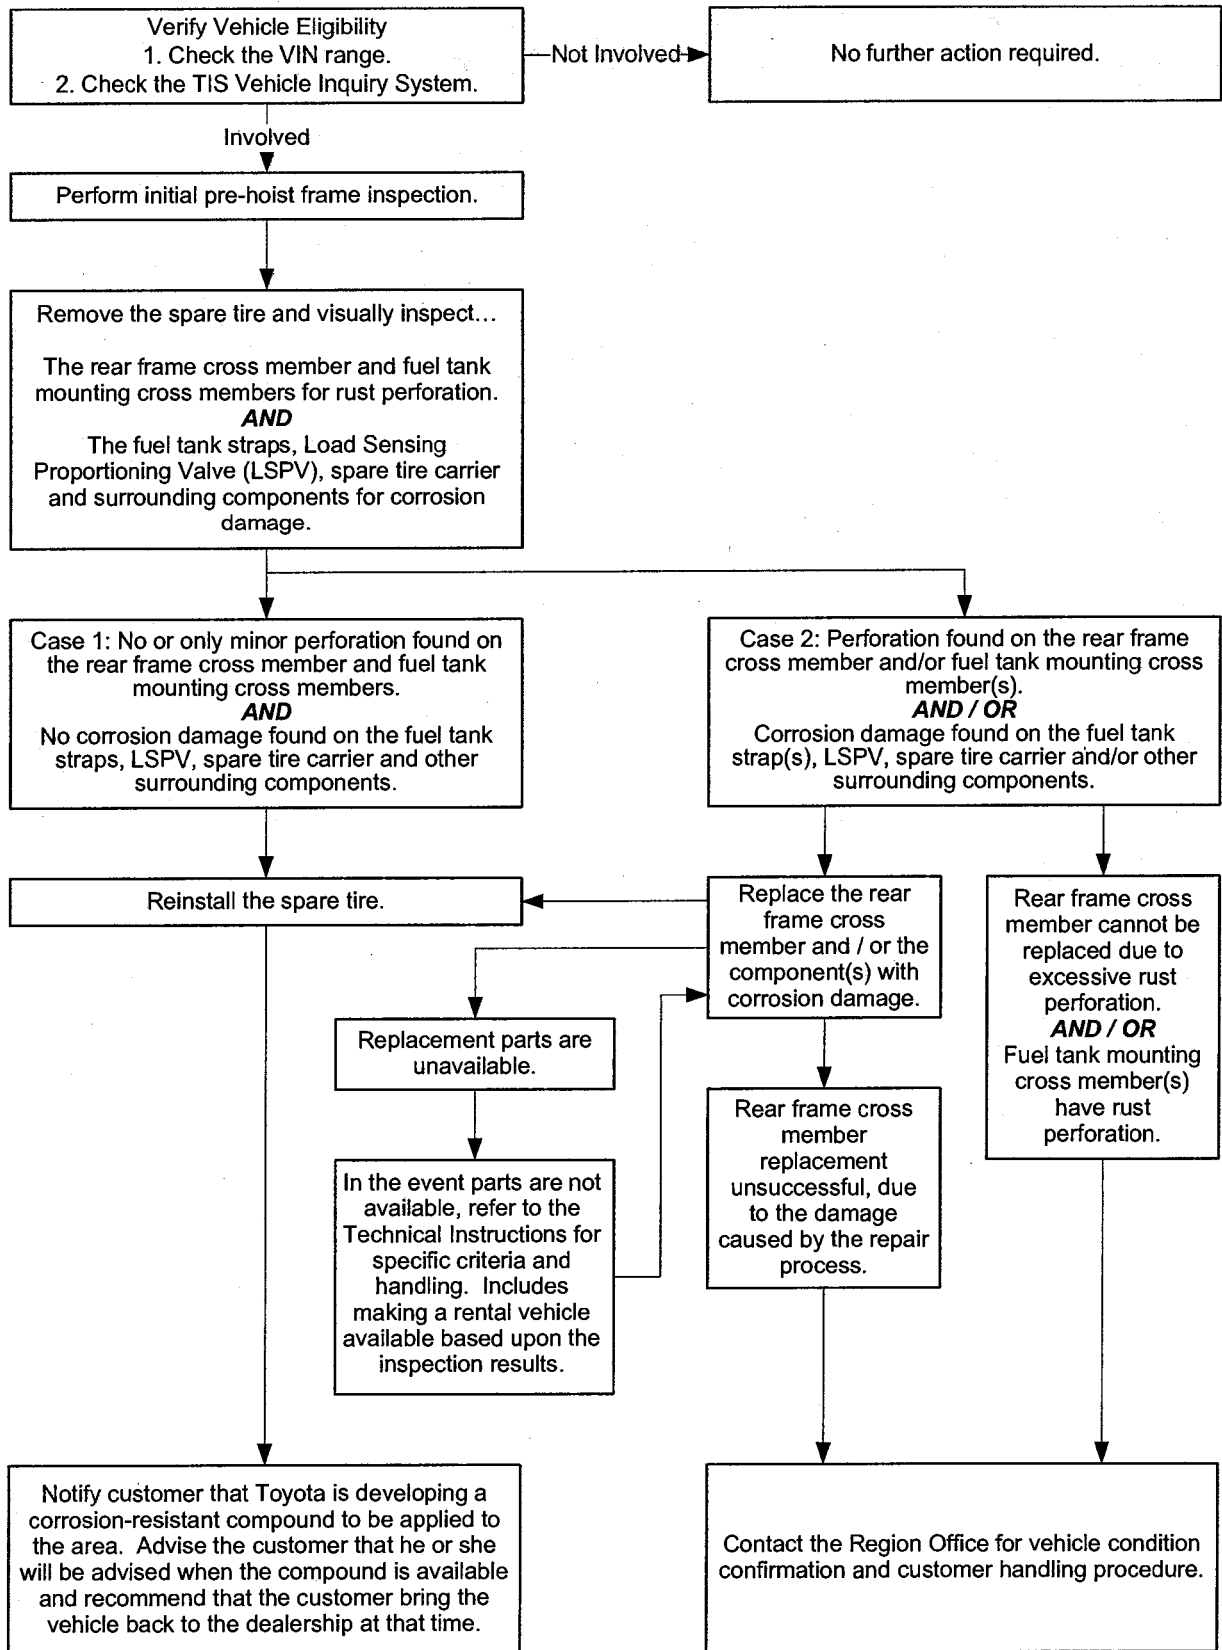 Verify Vehicle Eligibility
1. Check the VIN range.
2. Check the TIS Vehicle Inquiry System.
Not Involved
No further action required.
Involved
Perform initial pre-hoist frame inspection.
Remove the spare tire and visually inspect...
The rear frame cross member and fuel tank
mounting cross members for rust perforation.
AND
The fuel tank straps, Load Sensing
Proportioning Valve (LSPV), spare tire carrier
and surrounding components for corrosion
damage.
Case 1: No or only minor perforation found on
the rear frame cross member and fuel tank
mounting cross members.
AND
No corrosion damage found on the fuel tank
straps, LSPV, spare tire carrier and other
surrounding components.
Case 2: Perforation found on the rear frame
cross member and/or fuel tank mounting cross
member(s).
AND / OR
Corrosion damage found on the fuel tank
strap(s), LSPV, spare tire carrier and/or other
surrounding components.
Reinstall the spare tire.
Replace the rear
frame cross
member and / or the
component(s) with
corrosion damage.
Rear frame cross
member cannot be
replaced due to
excessive rust
perforation.
AND / OR
Fuel tank mounting
cross member(s)
have rust
perforation.
Replacement parts are
unavailable.
In the event parts are not
available, refer to the
Technical Instructions for
specific criteria and
handling. Includes
making a rental vehicle
available based upon the
inspection results.
Rear frame cross
member
replacement
unsuccessful, due
to the damage
caused by the repair
process.
Notify customer that Toyota is developing a
corrosion-resistant compound to be applied to
the area. Advise the customer that he or she
will be advised when the compound is available
and recommend that the customer bring the
vehicle back to the dealership at that time.
Contact the Region Office for vehicle condition
confirmation and customer handling procedure.